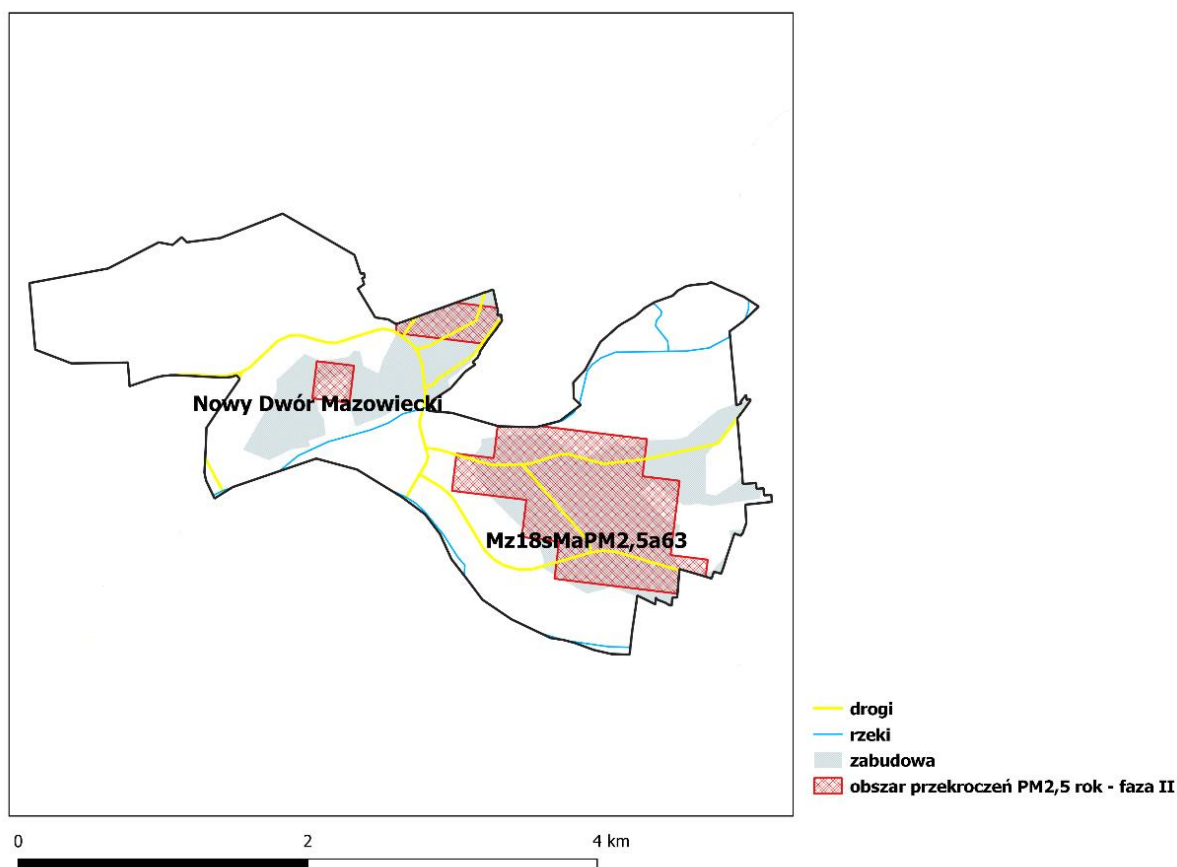 Nowy Dwór Mazowiecki
Mz18sMaPM2,5a63
drogi
rzeki
zabudowa
obszar przekroczeń PM2,5 rok - faza II
0 2 4 km